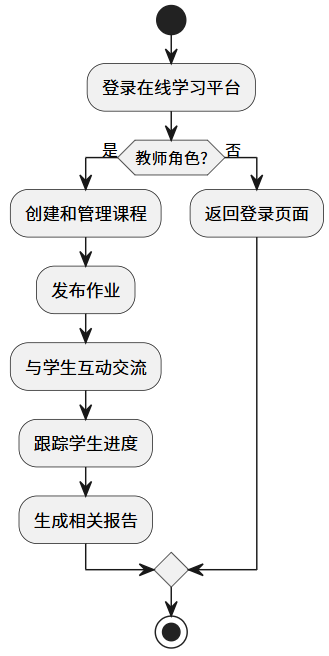 登录在线学习平台
是
教师角色?
否
创建和管理课程
返回登录页面
发布作业
与学生互动交流
跟踪学生进度
生成相关报告